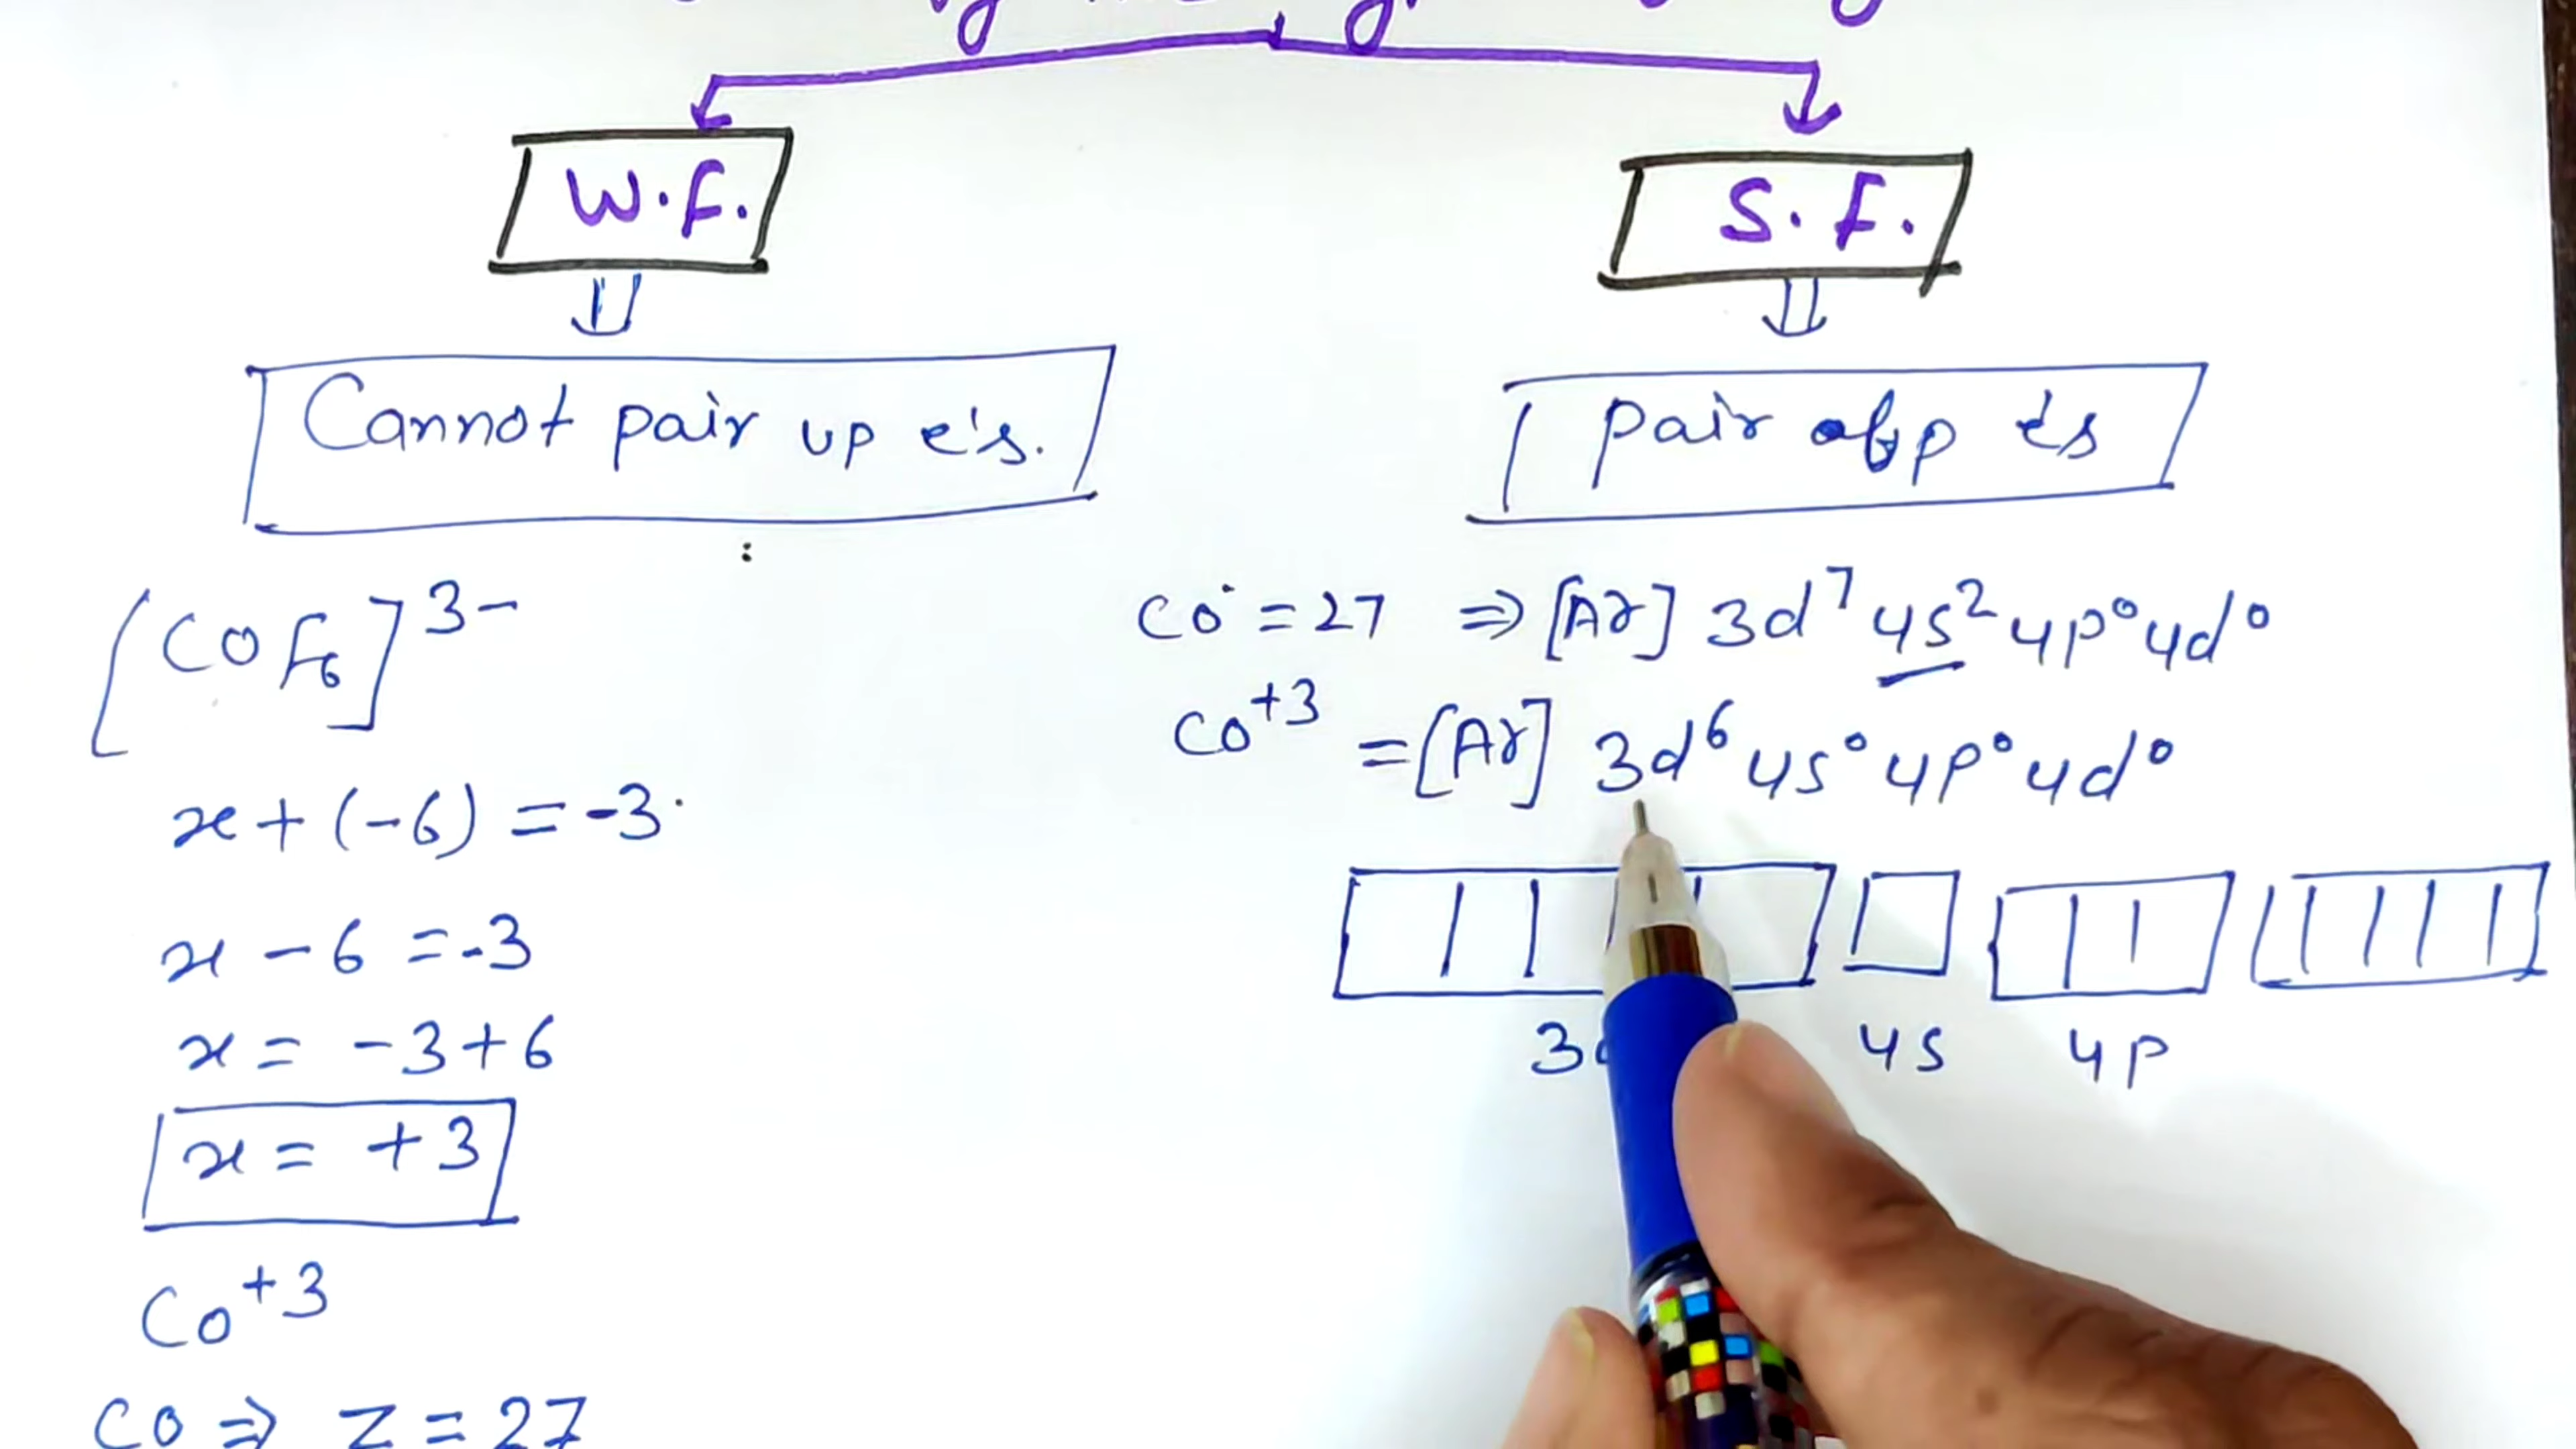 W.F.
S.F.
Cannot pair up e's.
pair up e's
[CoF6]3-
x + (-6) = -3
x - 6 = -3
x = -3+6
x = +3
Co+3
Co ⇒ Z = 27
Co = 27 ⇒ [Ar] 3d7 4s2 4p0 4d0
Co+3 = [Ar] 3d6 4s0 4p0 4d0
4s 4p